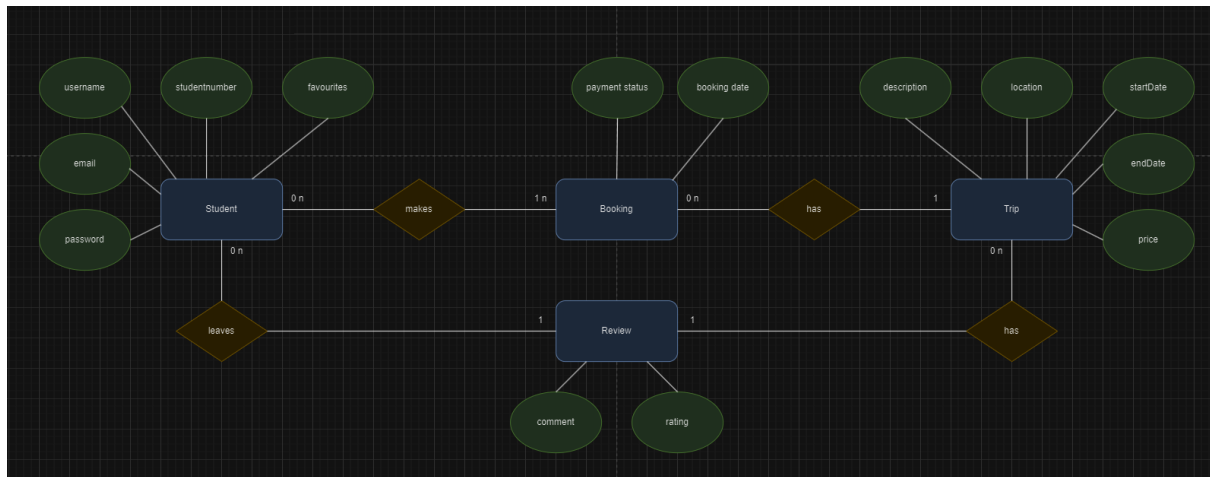 username
studentnumber
favourites
payment status
booking date
description
location
startDate
email
endDate
Student
0 n
makes
1 n
Booking
0 n
has
1
Trip
password
price
0 n
0 n
leaves
1
Review
1
has
comment
rating